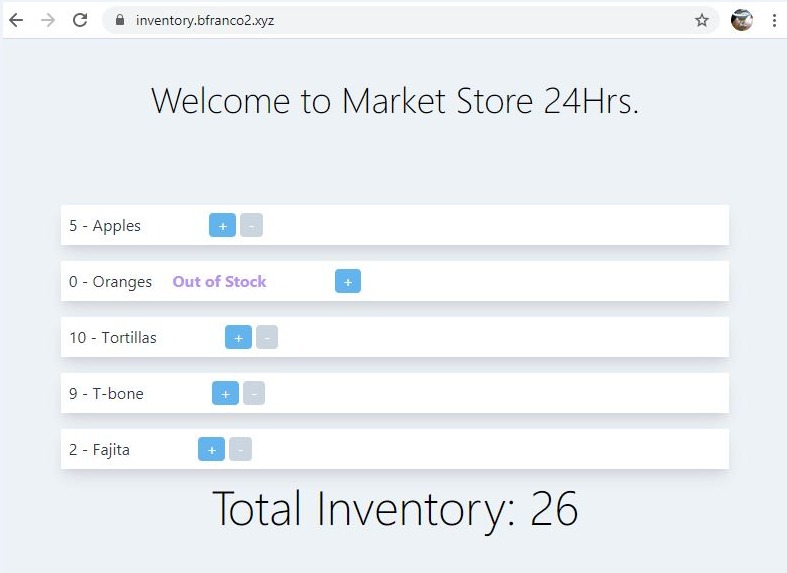 inventory.bfranco2.xyz
Welcome to Market Store 24Hrs.
5 - Apples + -
0 - Oranges Out of Stock +
10 - Tortillas + -
9 - T-bone + -
2 - Fajita + -
Total Inventory: 26